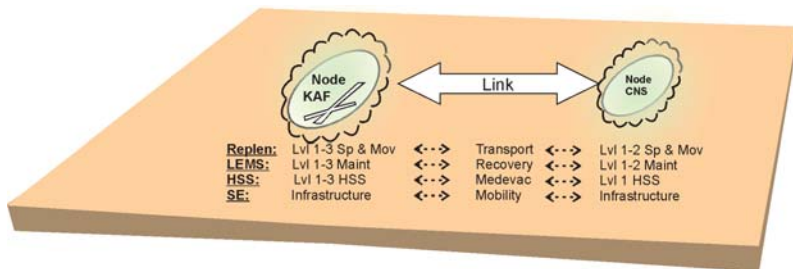 Node
KAF
Link
Node
CNS
Replen: Lvl 1-3 Sp & Mov Transport Lvl 1-2 Sp & Mov
LEMS: Lvl 1-3 Maint Recovery Lvl 1-2 Maint
HSS: Lvl 1-3 HSS Medevac Lvl 1 HSS
SE: Infrastructure Mobility Infrastructure